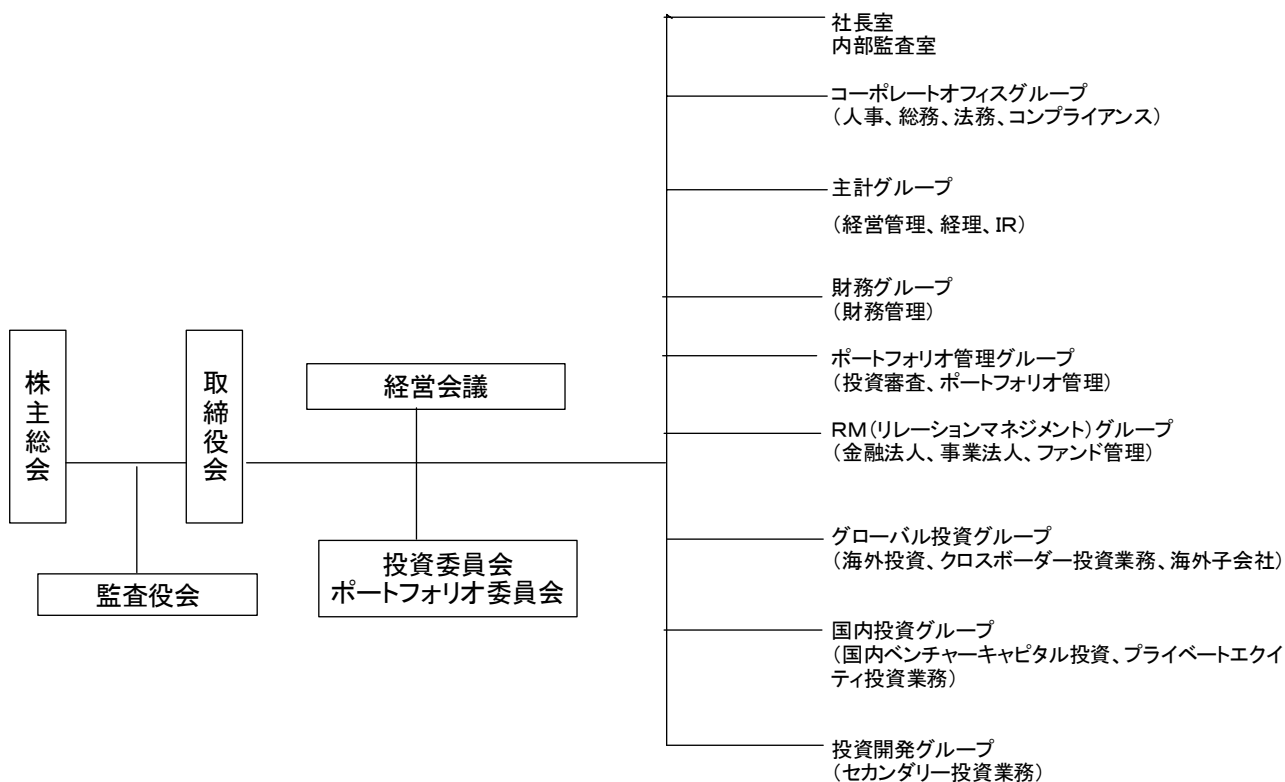 株主総会
取締役会
監査役会
経営会議
投資委員会
ポートフォリオ委員会
社長室
内部監査室
コーポレートオフィスグループ
(人事、総務、法務、コンプライアンス)
主計グループ
(経営管理、経理、IR)
財務グループ
(財務管理)
ポートフォリオ管理グループ
(投資審査、ポートフォリオ管理)
RM(リレーションマネジメント)グループ
(金融法人、事業法人、ファンド管理)
グローバル投資グループ
(海外投資、クロスボーダー投資業務、海外子会社)
国内投資グループ
(国内ベンチャーキャピタル投資、プライベートエクイ
ティ投資業務)
投資開発グループ
(セカンダリー投資業務)